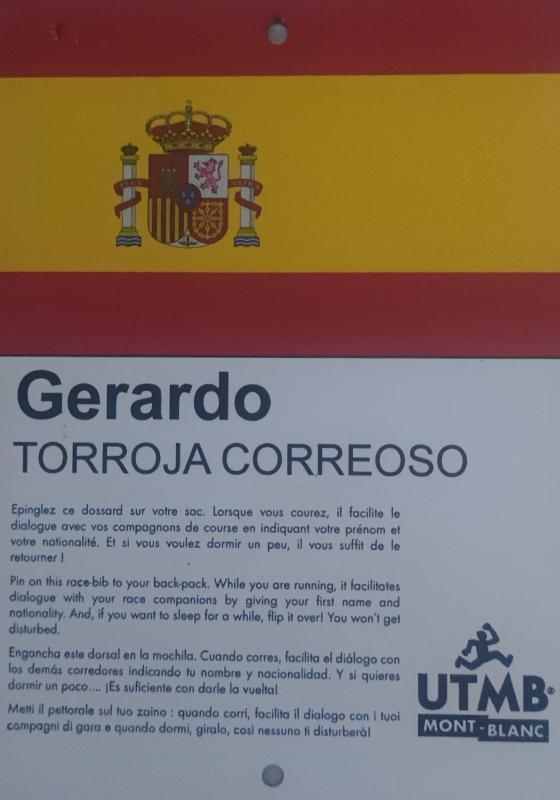 Gerardo
TORROJA CORREOSO
Epinglez ce dossard sur votre sac. Lorsque vous courez, il facilite le
dialogue avec vos compagnons de course en indiquant votre prénom et
votre nationalité. Et si vous voulez dormir un peu, il vous suffit de le
retourner !
Pin on this race-bib to your back-pack. While you are running, it facilitates
dialogue with your race companions by giving your first name and
nationality. And, if you want to sleep for a while, flip it over! You won't get
disturbed.
Engancha este dorsal en la mochila. Cuando corres, facilita el diálogo con
los demás corredores indicando tu nombre y nacionalidad. Y si quieres
dormir un poco.... ¡Es suficiente con darle la vuelta!
Metti il pettorale sul tuo zaino : quando corri, facilita il dialogo con i tuoi
compagni di gara e quando dormi, giralo, così nessuno ti disturberà!
UTMB®
MONT-BLANC